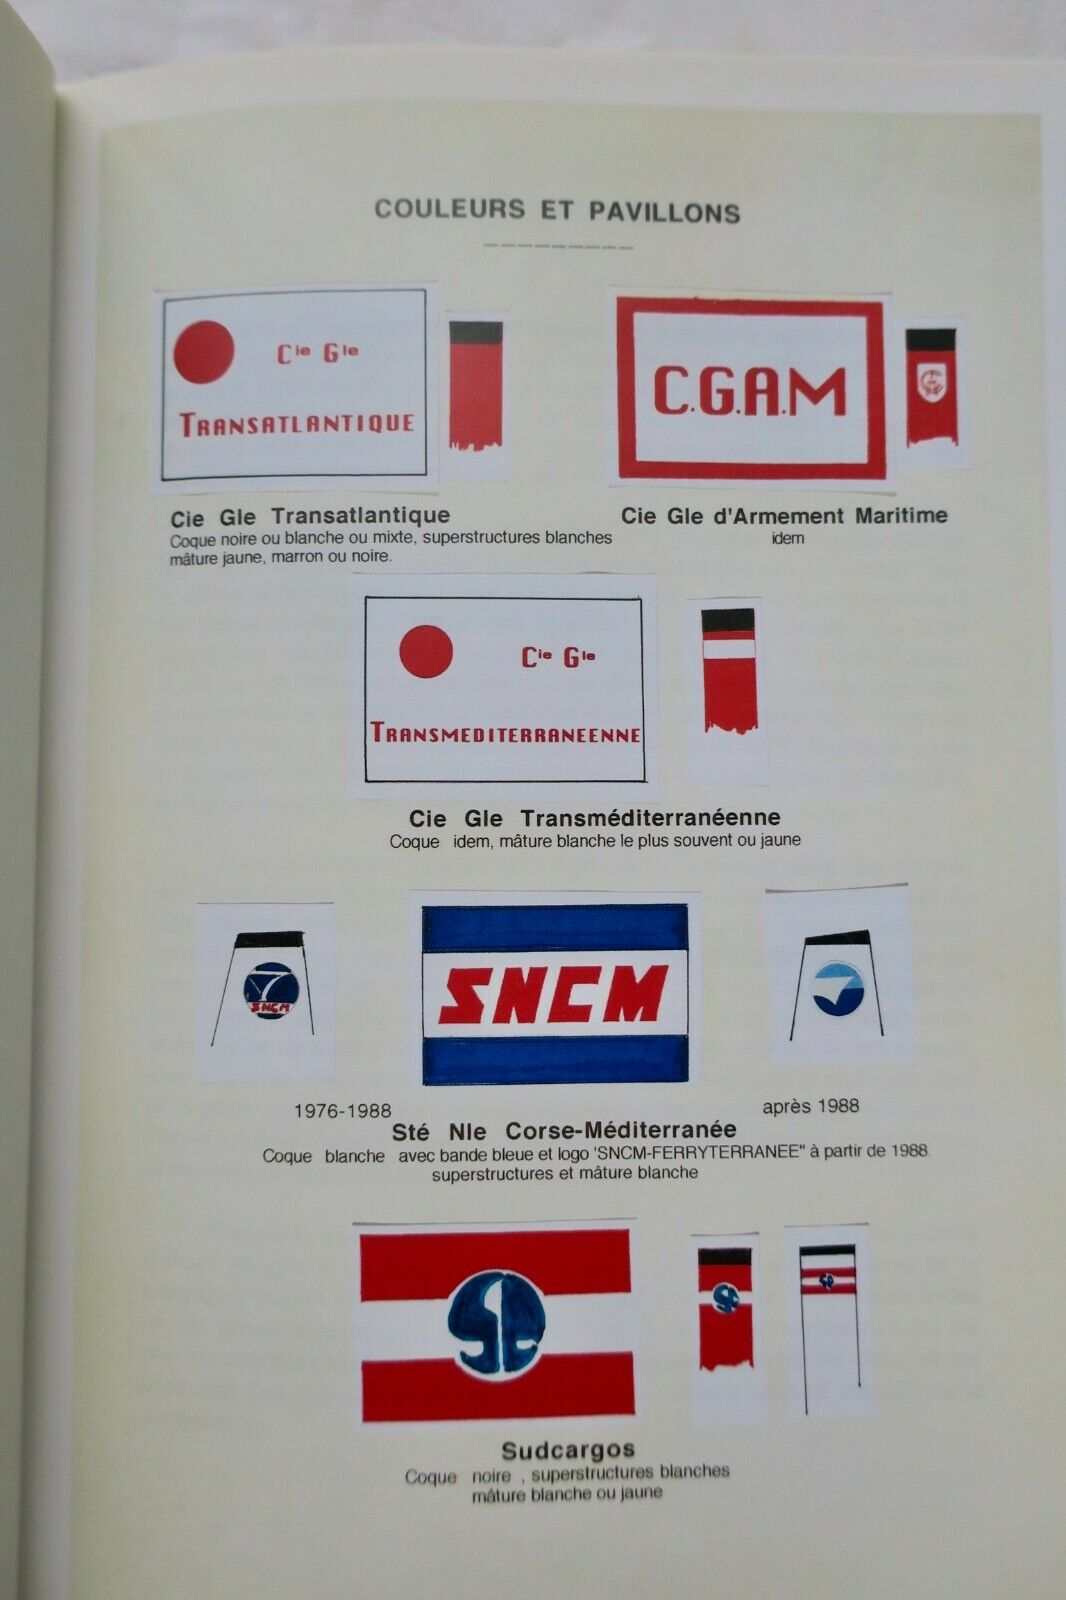 COULEURS ET PAVILLONS
Cie Gle
TRANSATLANTIQUE
C.G.A.M
Cie Gle Transatlantique
Coque noire ou blanche ou mixte, superstructures blanches
mâture jaune, marron ou noire.
Cie Gle d'Armement Maritime
idem
Cie Gle
TRANSMEDITERRANEENNE
Cie Gle Transméditerranéenne
Coque idem, mâture blanche le plus souvent ou jaune
SNCM
SNCM
1976-1988
après 1988
Sté Nle Corse-Méditerranée
Coque blanche avec bande bleue et logo 'SNCM-FERRYTERRANEE" à partir de 1988
superstructures et mâture blanche
Sudcargos
Coque noire , superstructures blanches
mâture blanche ou jaune